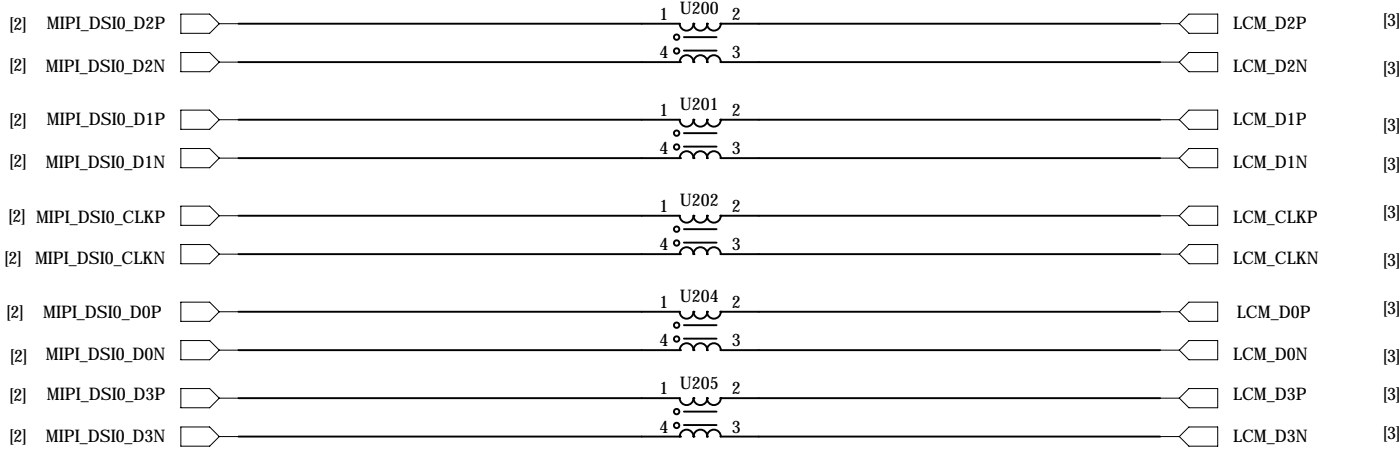 U200
[2] MIPI_DSI0_D2P 1 2 LCM_D2P [3]
[2] MIPI_DSI0_D2N 4 3 LCM_D2N [3]
U201
[2] MIPI_DSI0_D1P 1 2 LCM_D1P [3]
[2] MIPI_DSI0_D1N 4 3 LCM_D1N [3]
U202
[2] MIPI_DSI0_CLKP 1 2 LCM_CLKP [3]
[2] MIPI_DSI0_CLKN 4 3 LCM_CLKN [3]
U204
[2] MIPI_DSI0_D0P 1 2 LCM_D0P [3]
[2] MIPI_DSI0_D0N 4 3 LCM_D0N [3]
U205
[2] MIPI_DSI0_D3P 1 2 LCM_D3P [3]
[2] MIPI_DSI0_D3N 4 3 LCM_D3N [3]